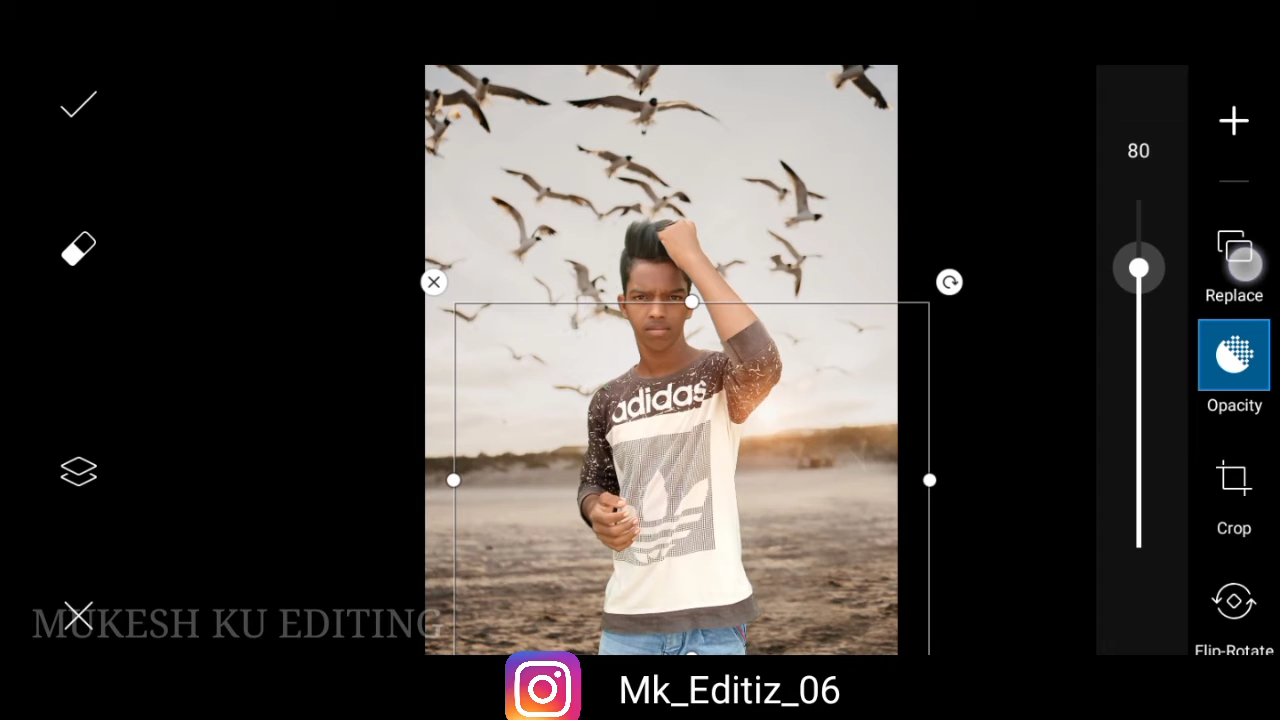 80
Replace
Opacity
Crop
Flip-Rotate
adidas
MUKESH KU EDITING
Mk_Editiz_06